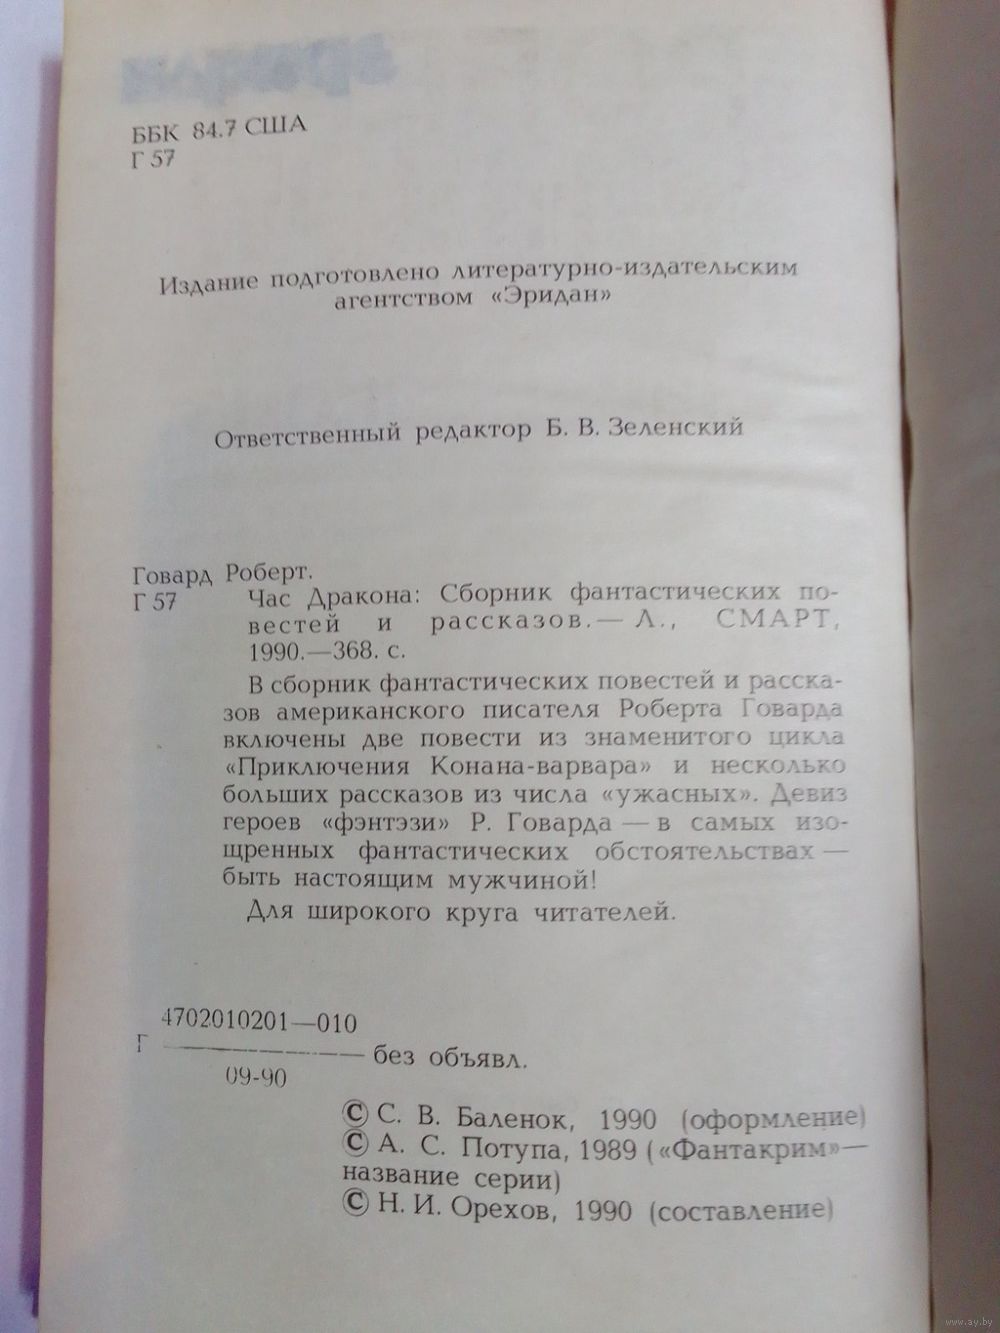 ББК 84.7 США
Г 57
Издание подготовлено литературно-издательским
агентством «Эридан»
Ответственный редактор Б. В. Зеленский
Говард Роберт.
Г 57 Час Дракона: Сборник фантастических по-
вестей и рассказов.— Л., СМАРТ,
1990.—368. с.
В сборник фантастических повестей и расска-
зов американского писателя Роберта Говарда
включены две повести из знаменитого цикла
«Приключения Конана-варвара» и несколько
больших рассказов из числа «ужасных». Девиз
героев «фэнтэзи» Р. Говарда — в самых изо-
щренных фантастических обстоятельствах —
быть настоящим мужчиной!
Для широкого круга читателей.
4702010201—010
Г ————— без объявл.
09-90
© С. В. Баленок, 1990 (оформление)
© А. С. Потупа, 1989 («Фантакрим»—
название серии)
© Н. И. Орехов, 1990 (составление)
www.ay.by